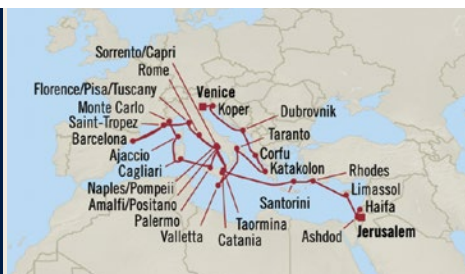 Sorrento/Capri
Rome
Florence/Pisa/Tuscany
Venice
Monte Carlo
Koper
Saint-Tropez
Dubrovnik
Barcelona
Taranto
Ajaccio
Corfu
Cagliari
Katakolon
Rhodes
Naples/Pompeii
Limassol
Amalfi/Positano
Santorini
Haifa
Palermo
Taormina
Jerusalem
Valletta
Catania
Ashdod